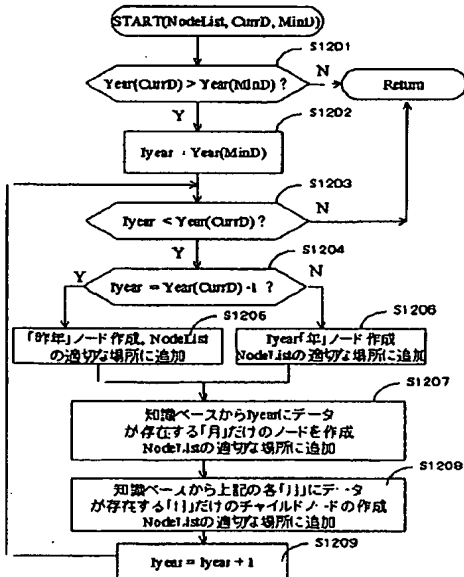 START(NodeList, CurrD, MinD)
S1201
Year(CurrD) > Year(MinD) ?
N
Return
Y
S1202
Iyear = Year(MinD)
S1203
Iyear < Year(CurrD) ?
N
Y
S1204
Iyear = Year(CurrD) -1 ?
Y
N
S1205
「昨年」ノード作成。NodeList
の適切な場所に追加
S1206
Iyear「年」ノード作成
NodeListの適切な場所に追加
S1207
知識ベースからIyearにデータ
が存在する「月」だけのノードを作成
NodeListの適切な場所に追加
S1208
知識ベースから上記の各「月」にデータ
が存在する「日」だけのチャイルドノードの作成
NodeListの適切な場所に追加
S1209
Iyear = Iyear + 1